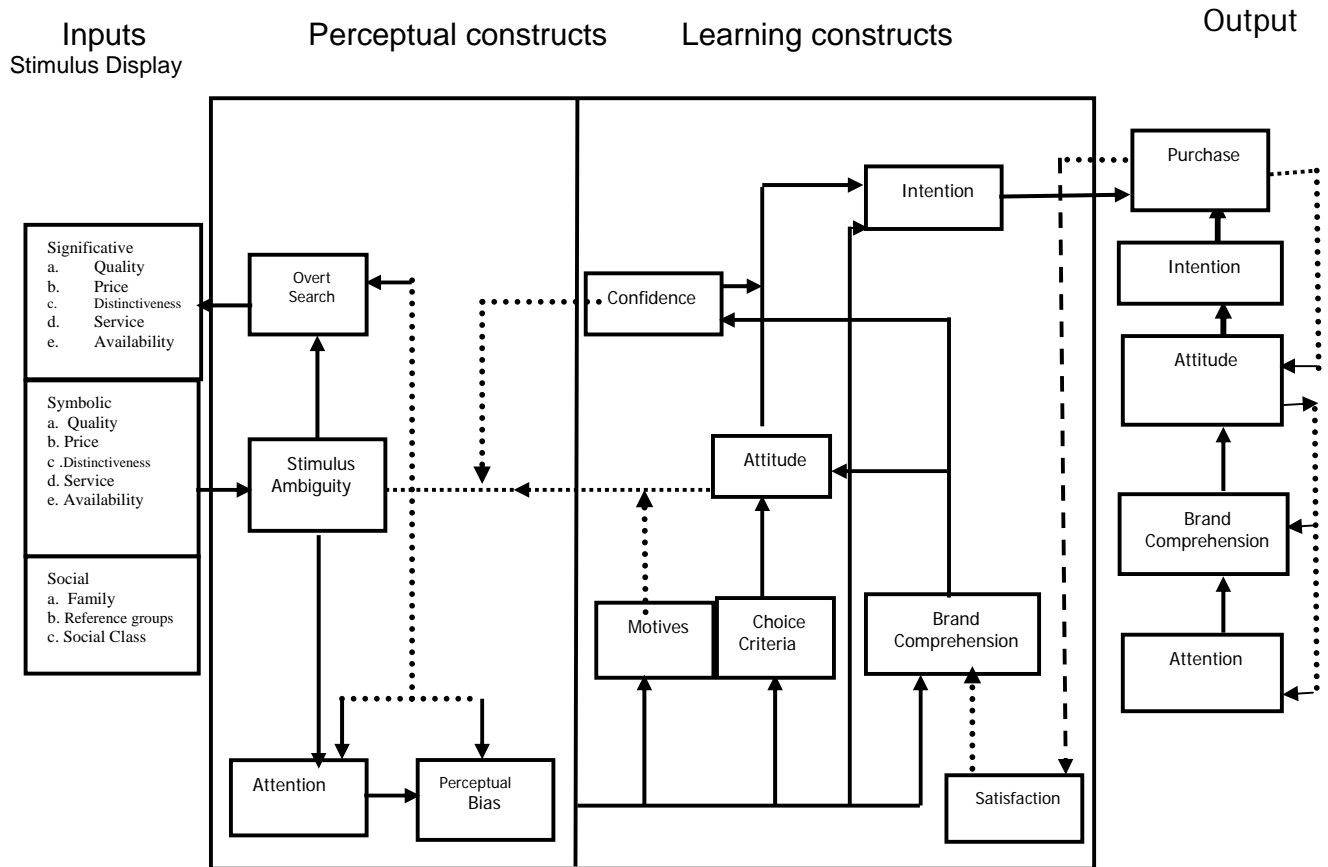 Inputs
Stimulus Display
Perceptual constructs
Learning constructs
Output
Significative
a. Quality
b. Price
c. Distinctiveness
d. Service
e. Availability
Symbolic
a. Quality
b. Price
c .Distinctiveness
d. Service
e. Availability
Social
a. Family
b. Reference groups
c. Social Class
Overt
Search
Stimulus
Ambiguity
Attention
Perceptual
Bias
Confidence
Intention
Attitude
Motives
Choice
Criteria
Brand
Comprehension
Satisfaction
Purchase
Intention
Attitude
Brand
Comprehension
Attention